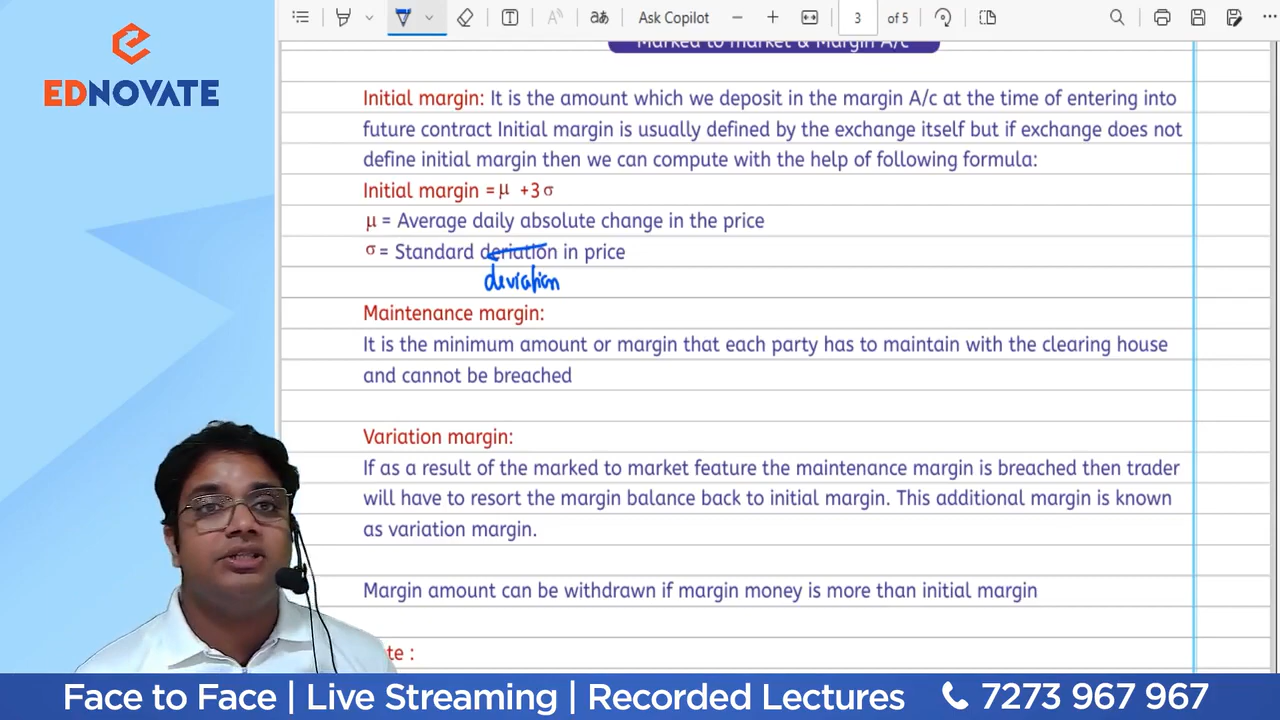 Ask Copilot
3
of 5
EDNOVATE
Marked to market & Margin A/c
Initial margin: It is the amount which we deposit in the margin A/c at the time of entering into
future contract Initial margin is usually defined by the exchange itself but if exchange does not
define initial margin then we can compute with the help of following formula:
Initial margin = μ +3 σ
μ = Average daily absolute change in the price
σ = Standard deriation in price
deviation
Maintenance margin:
It is the minimum amount or margin that each party has to maintain with the clearing house
and cannot be breached
Variation margin:
If as a result of the marked to market feature the maintenance margin is breached then trader
will have to resort the margin balance back to initial margin. This additional margin is known
as variation margin.
Margin amount can be withdrawn if margin money is more than initial margin
te :
Face to Face | Live Streaming | Recorded Lectures 7273 967 967